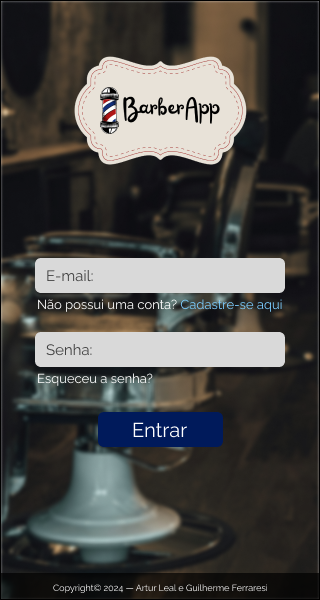 BarberApp
E-mail:
Não possui uma conta? Cadastre-se aqui
Senha:
Esqueceu a senha?
Entrar
Copyright© 2024 — Artur Leal e Guilherme Ferraresi